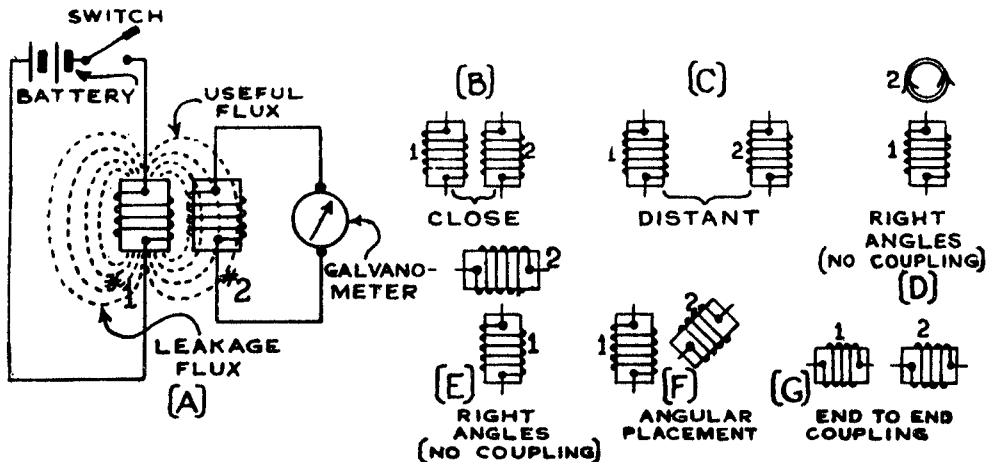 SWITCH
BATTERY
USEFUL
FLUX
GALVANO-
METER
*1
*2
LEAKAGE
FLUX
[A]
[B]
1
2
CLOSE
[C]
1
2
DISTANT
2
1
RIGHT
ANGLES
(NO COUPLING)
[D]
2
1
[E]
RIGHT
ANGLES
(NO COUPLING)
1
2
[F]
ANGULAR
PLACEMENT
1
2
[G]
END TO END
COUPLING